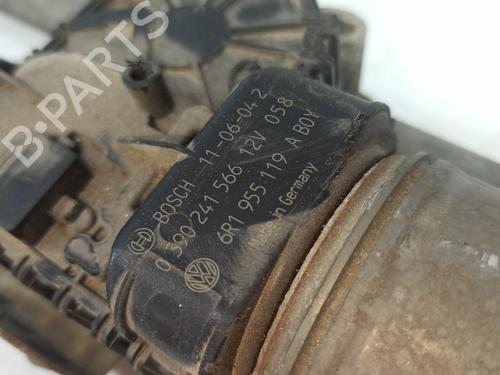 BOSCH 11-06-04 2
0 390 241 566 12V 058
6R1 955 119 A B01
Made in Germany
B-PARTS